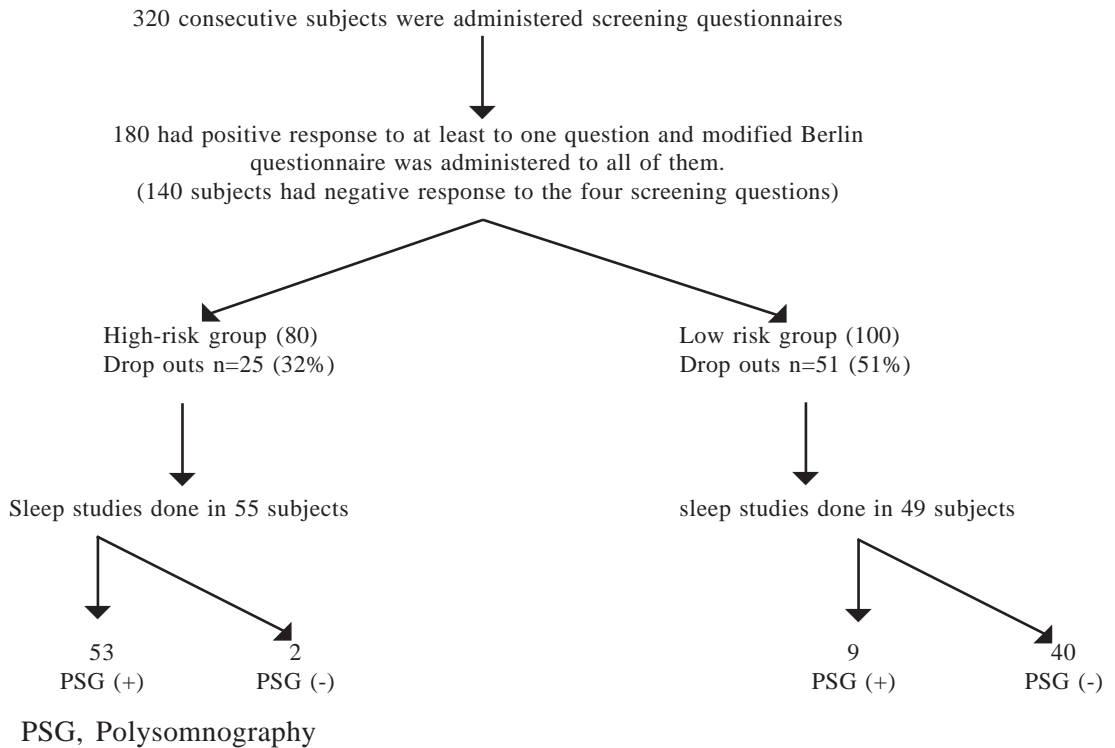 320 consecutive subjects were administered screening questionnaires
180 had positive response to at least to one question and modified Berlin
questionnaire was administered to all of them.
(140 subjects had negative response to the four screening questions)
High-risk group (80)
Drop outs n=25 (32%)
Low risk group (100)
Drop outs n=51 (51%)
Sleep studies done in 55 subjects
sleep studies done in 49 subjects
53
PSG (+)
2
PSG (-)
9
PSG (+)
40
PSG (-)
PSG, Polysomnography